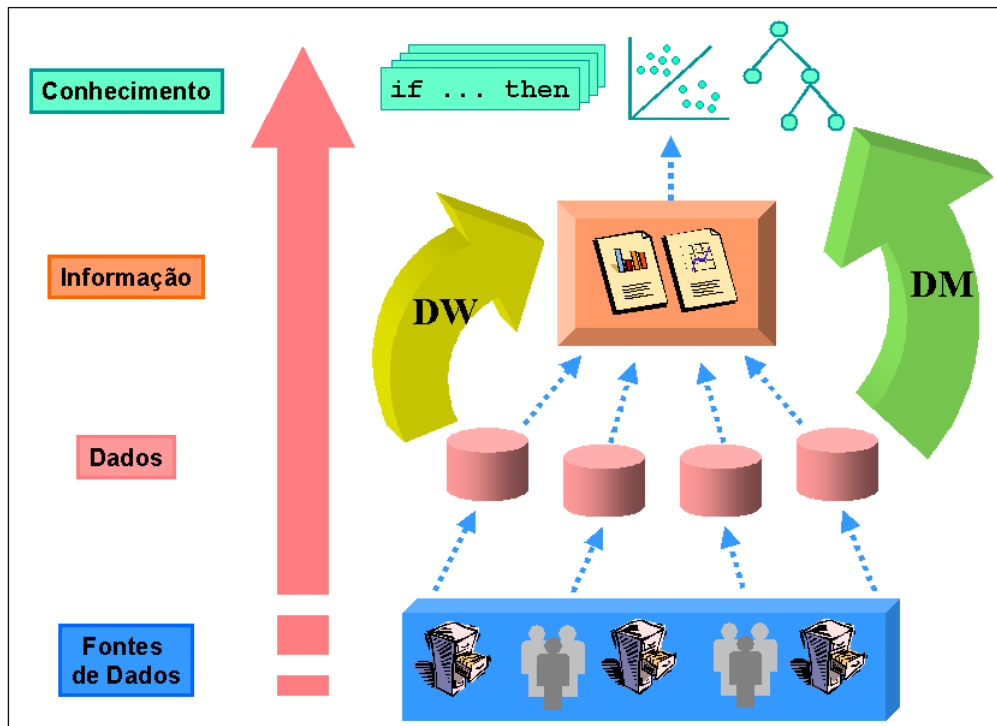 Conhecimento
if ... then
Informação
DW
DM
Dados
Fontes
de Dados